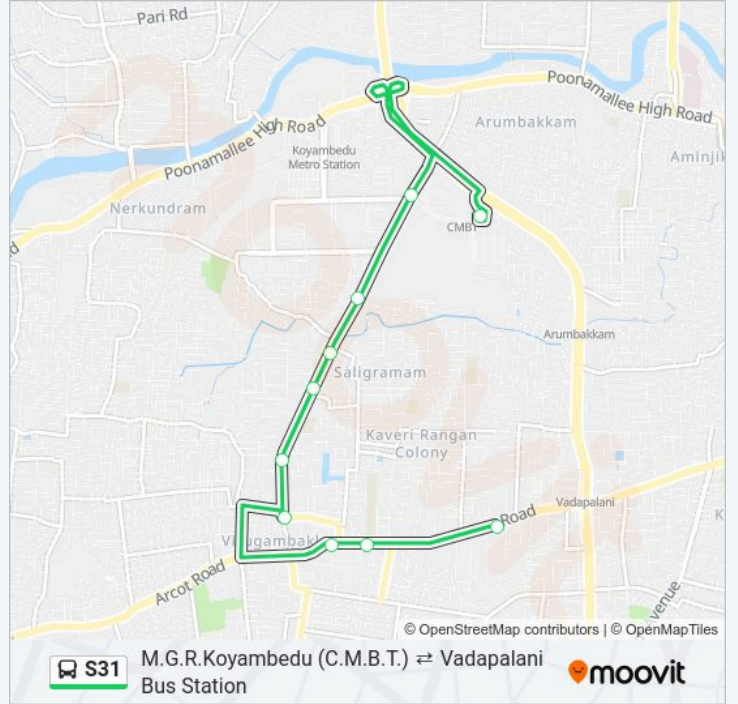 Pari Rd
Poonamallee High Road
Arumbakkam
Poonamallee High Road
Koyambedu
Metro Station
Aminjik
Nerkundram
CMBT
d
Arumbakkam
Saligramam
Kaveri Rangan
Colony
Vadapalani
Road
K
Arcot Road
venue
© OpenStreetMap contributors | © OpenMapTiles
S31
M.G.R.Koyambedu (C.M.B.T.) ⇄ Vadapalani
Bus Station
moovit